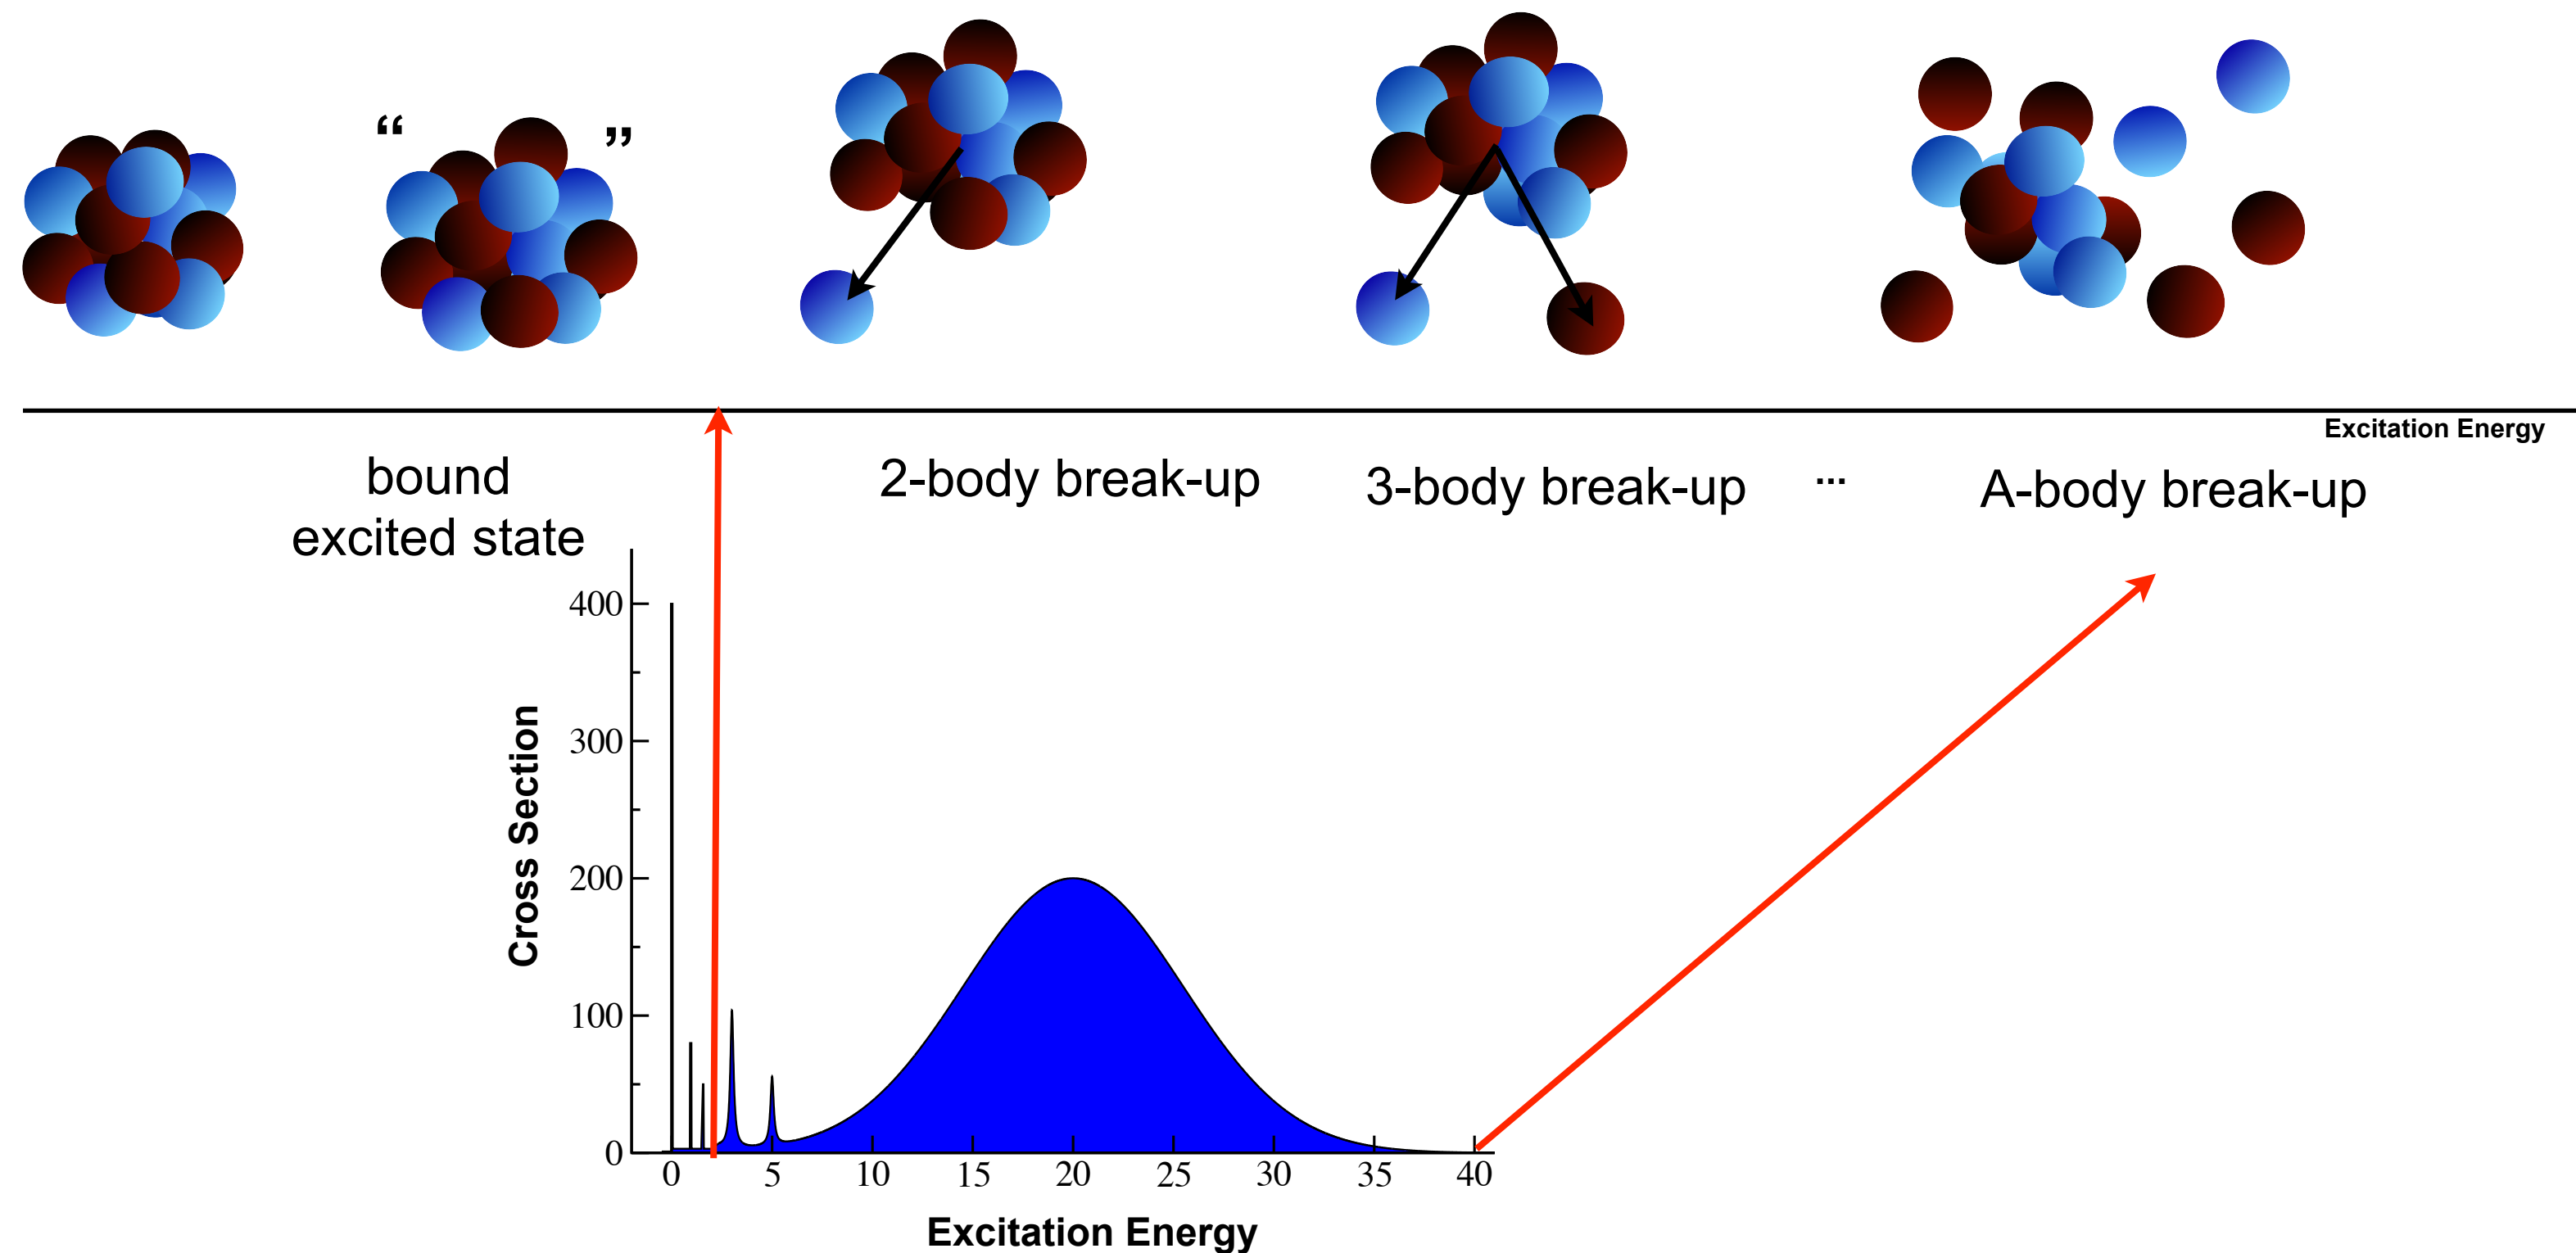 “ ”
Excitation Energy
bound
excited state
2-body break-up
3-body break-up
...
A-body break-up
400
300
200
100
0
Cross Section
0 5 10 15 20 25 30 35 40
Excitation Energy